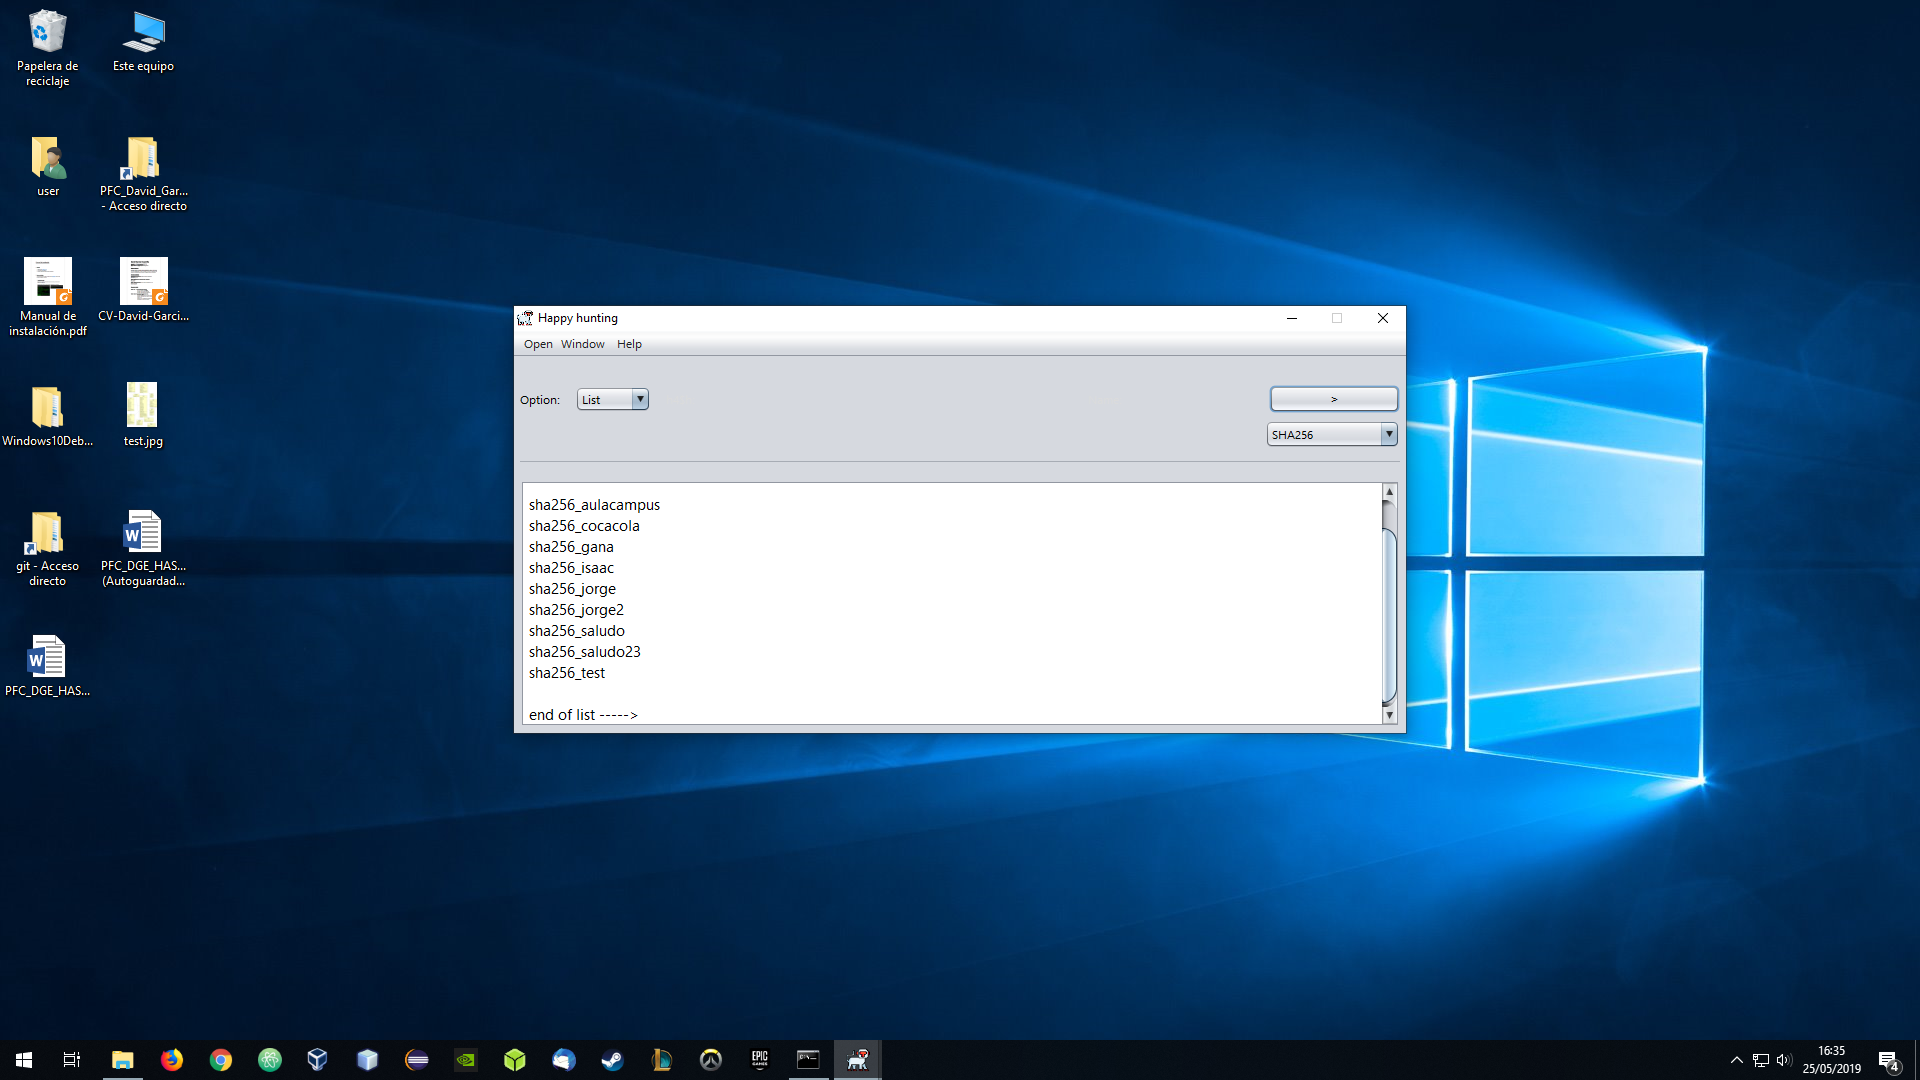 Papelera de
reciclaje
Este equipo
user
PFC_David_Gar...
- Acceso directo
Manual de
instalación.pdf
CV-David-Garci...
Windows10Deb...
test.jpg
git - Acceso
directo
PFC_DGE_HAS...
(Autoguardad...
PFC_DGE_HAS...
Happy hunting
Open Window Help
Option: List
>
SHA256
sha256_aulacampus
sha256_cocacola
sha256_gana
sha256_isaac
sha256_jorge
sha256_jorge2
sha256_saludo
sha256_saludo23
sha256_test
end of list ----->
EPIC
GAMES
16:35
25/05/2019
4